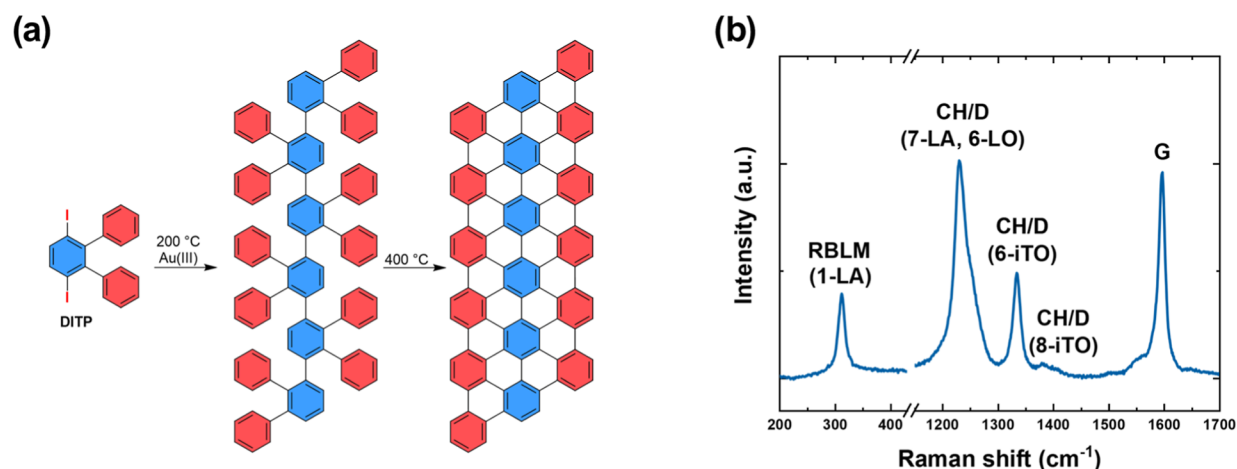 (a)
I
I
DITP
200 °C
Au(III)
400 °C
(b)
Intensity (a.u.)
RBLM
(1-LA)
CH/D
(7-LA, 6-LO)
CH/D
(6-iTO)
CH/D
(8-iTO)
G
200 300 400 1200 1300 1400 1500 1600 1700
Raman shift (cm⁻¹)